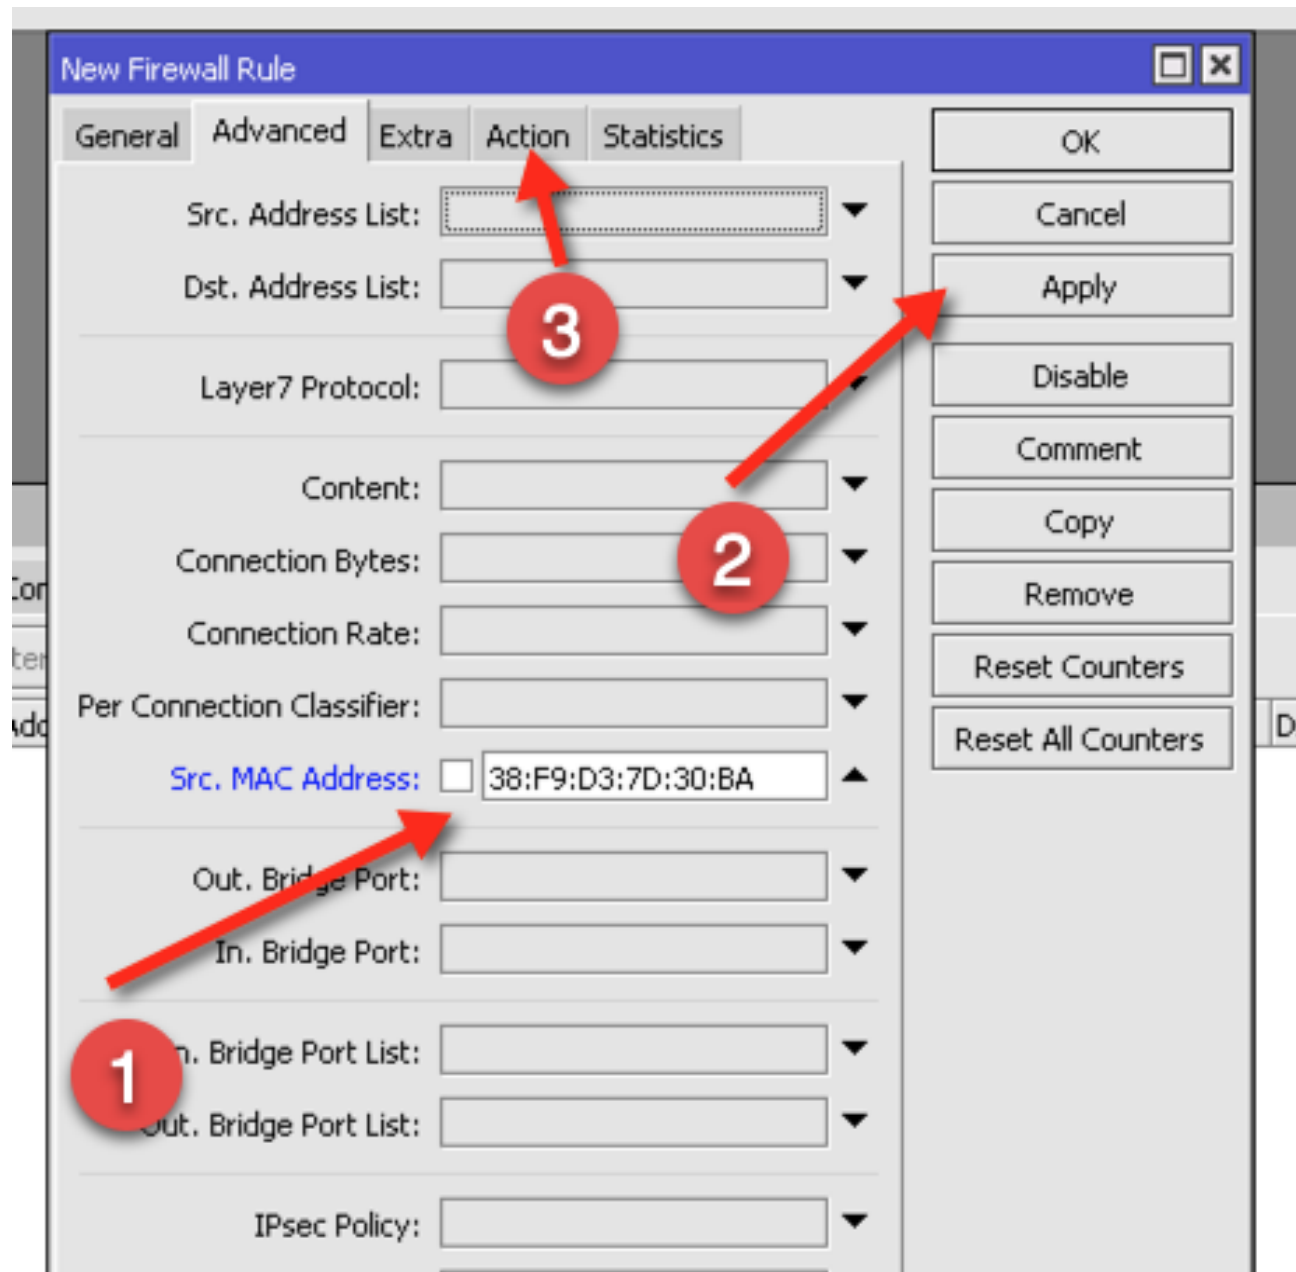 New Firewall Rule
General Advanced Extra Action Statistics
OK
Src. Address List:
Cancel
Dst. Address List:
Apply
3
Layer7 Protocol:
Disable
Comment
Content:
Copy
Connection Bytes:
2
Remove
Connection Rate:
Reset Counters
Per Connection Classifier:
Reset All Counters
Src. MAC Address: 38:F9:D3:7D:30:BA
Out. Bridge Port:
In. Bridge Port:
1
. Bridge Port List:
Out. Bridge Port List:
IPsec Policy: